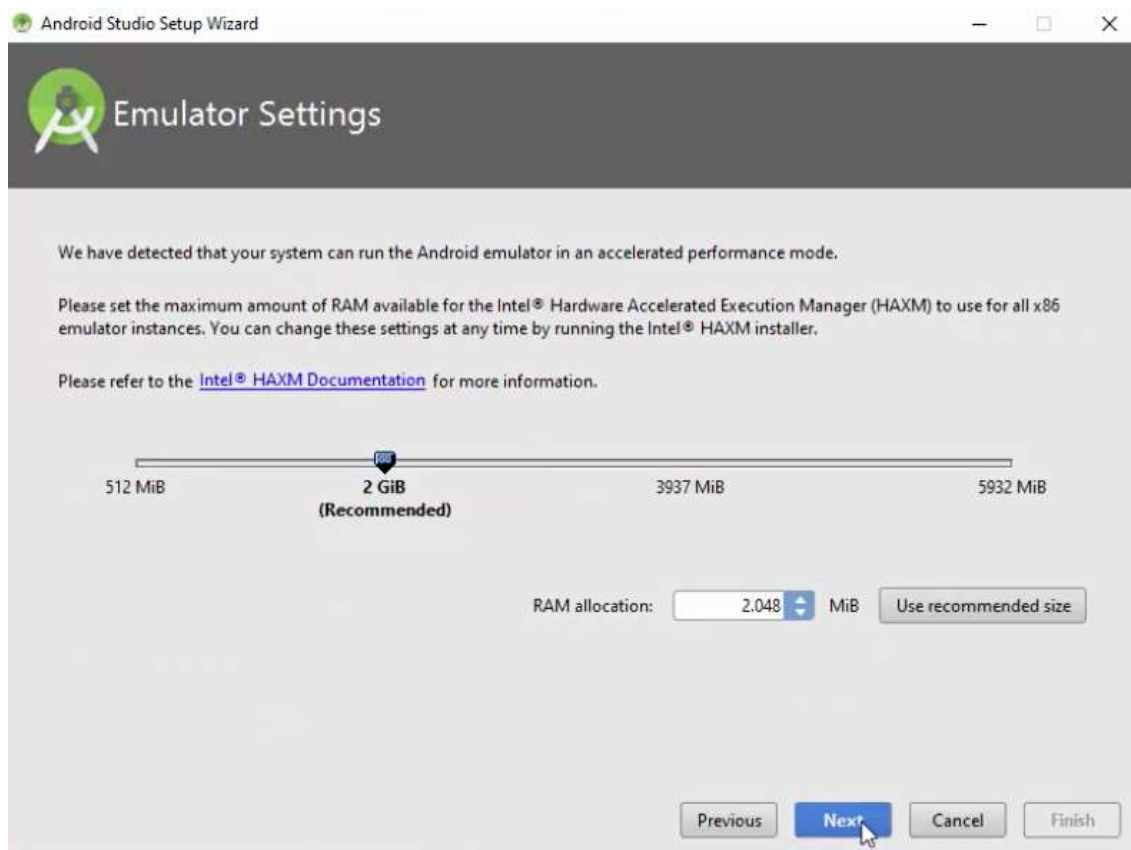 Android Studio Setup Wizard
Emulator Settings
We have detected that your system can run the Android emulator in an accelerated performance mode.
Please set the maximum amount of RAM available for the Intel® Hardware Accelerated Execution Manager (HAXM) to use for all x86
emulator instances. You can change these settings at any time by running the Intel® HAXM installer.
Please refer to the Intel® HAXM Documentation for more information.
512 MiB 2 GiB 3937 MiB 5932 MiB
(Recommended)
RAM allocation: 2.048 MiB Use recommended size
Previous Next Cancel Finish